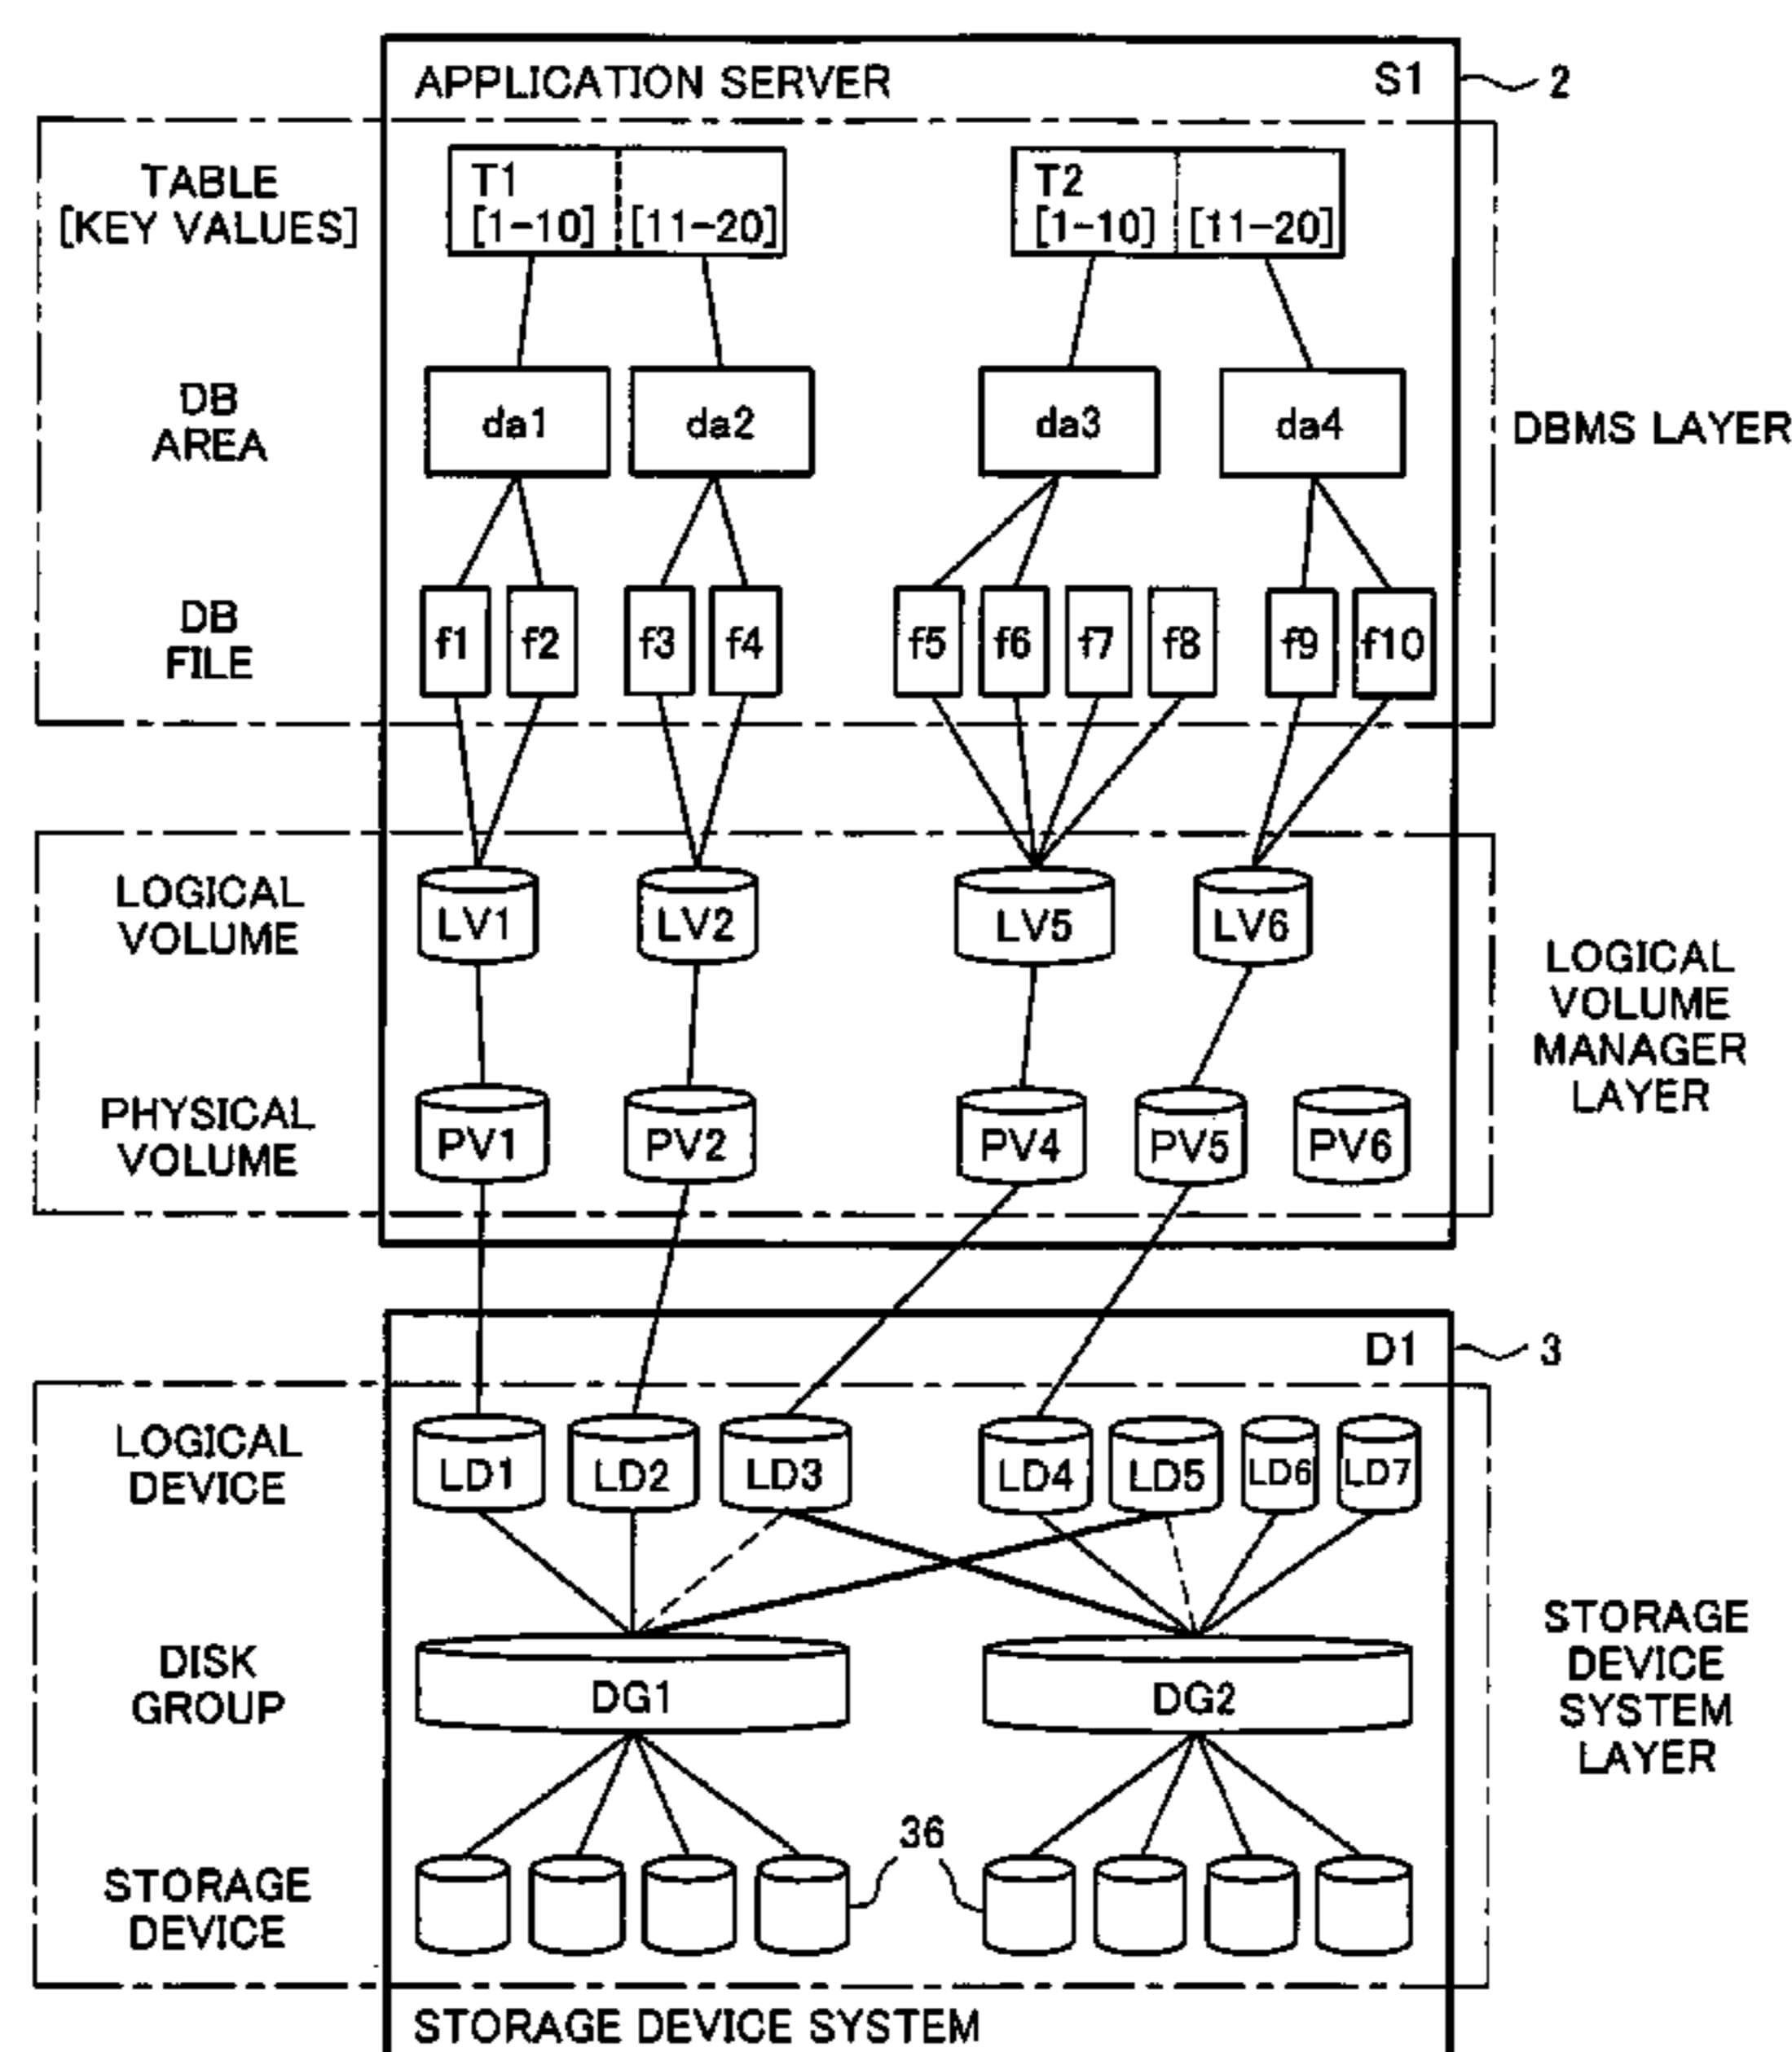 APPLICATION SERVER S1 2
TABLE
[KEY VALUES]
T1
[1-10] [11-20]
T2
[1-10] [11-20]
DB
AREA
da1 da2 da3 da4
DBMS LAYER
DB
FILE
f1 f2 f3 f4 f5 f6 f7 f8 f9 f10
LOGICAL
VOLUME
LV1 LV2 LV5 LV6
LOGICAL
VOLUME
MANAGER
LAYER
PHYSICAL
VOLUME
PV1 PV2 PV4 PV5 PV6
D1 3
LOGICAL
DEVICE
LD1 LD2 LD3 LD4 LD5 LD6 LD7
DISK
GROUP
DG1 DG2
STORAGE
DEVICE
SYSTEM
LAYER
36
STORAGE
DEVICE
STORAGE DEVICE SYSTEM